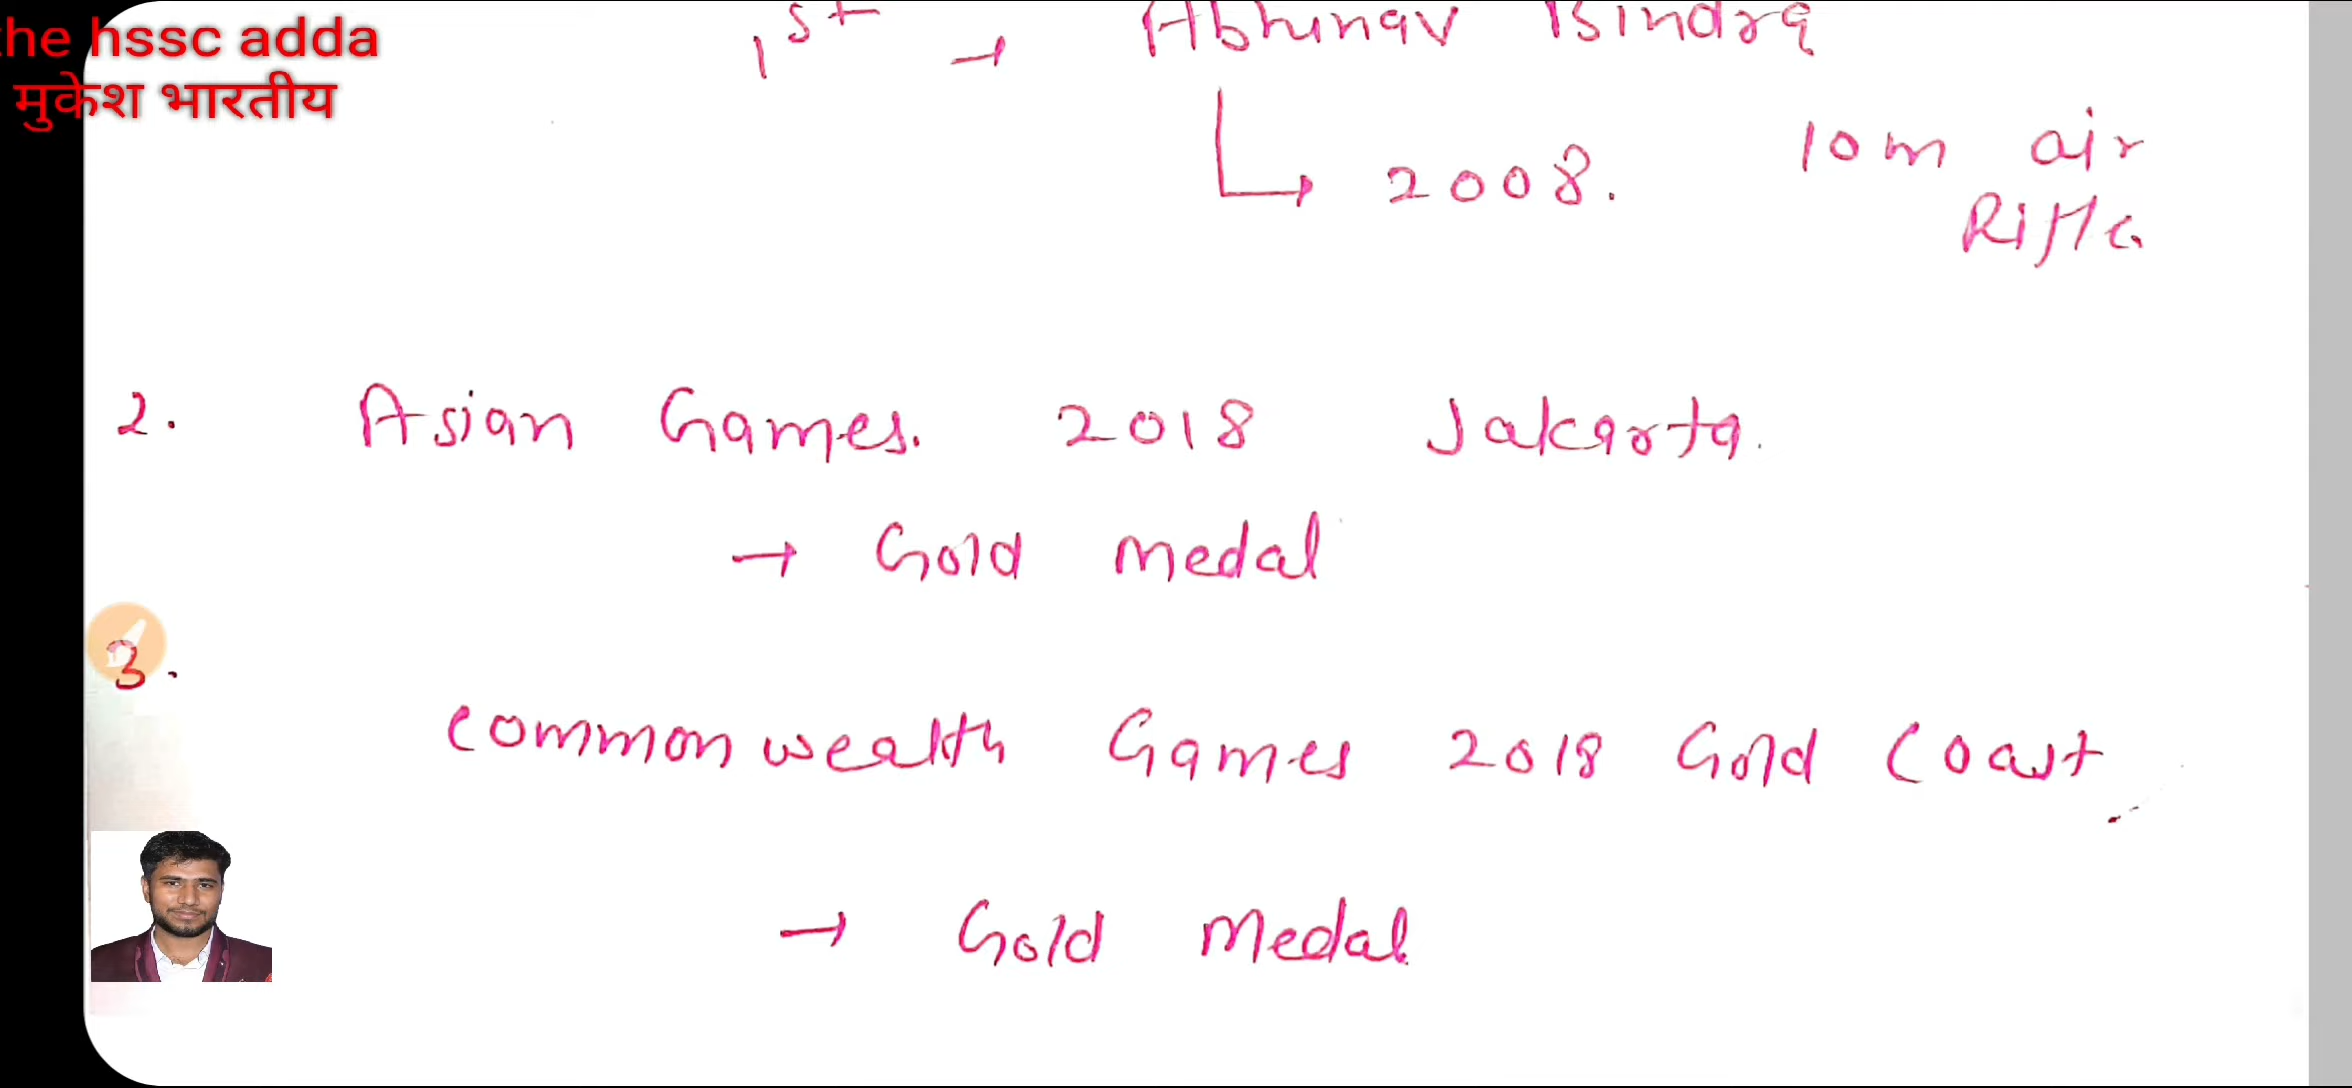 the hssc adda
मुकेश भारतीय
1st → Abhinav Bindra
2008.
10m air
Rifle
2. Asian Games. 2018 Jakarta.
→ Gold medal
3.
commonwealth Games 2018 Gold Coast
→ Gold Medal